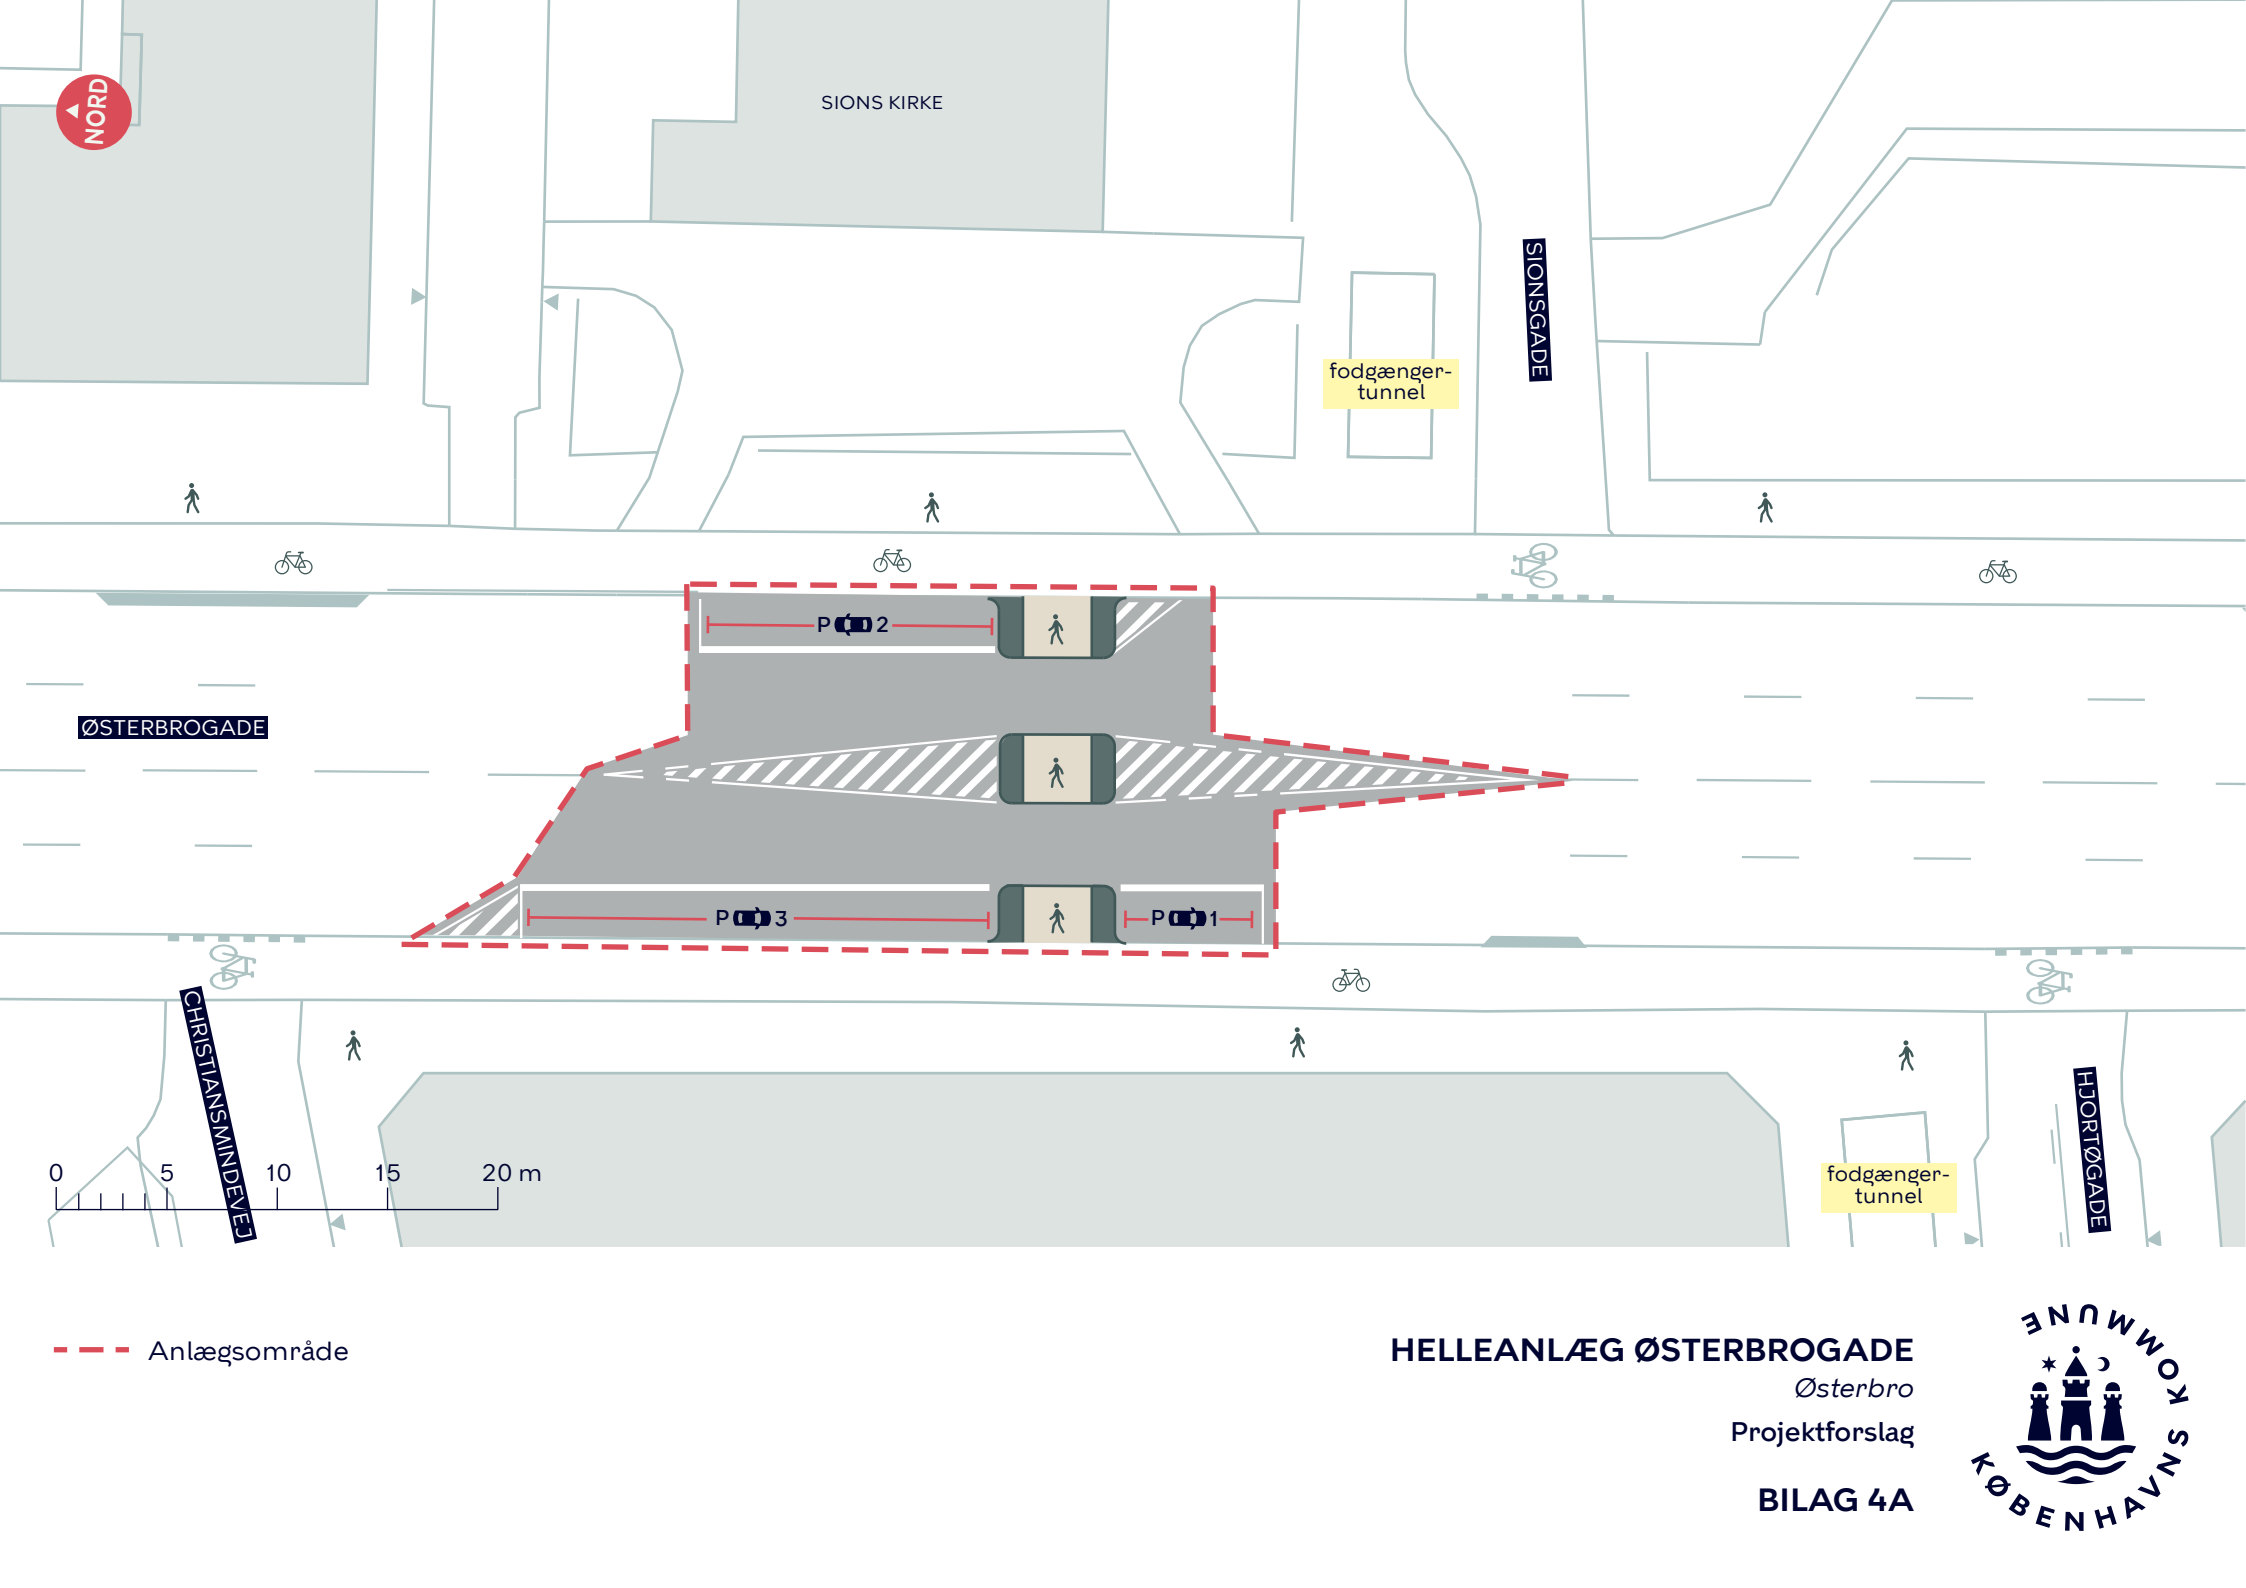 NORD
SIONS KIRKE
SIONSGADE
fodgænger-
tunnel
P 2
ØSTERBROGADE
P 3
P 1
CHRISTIANSMINDEVEJ
HJORTØGADE
fodgænger-
tunnel
0 5 10 15 20 m
Anlægsområde
HELLEANLÆG ØSTERBROGADE
Østerbro
Projektforslag
BILAG 4A
KØBENHAVNS KOMMUNE